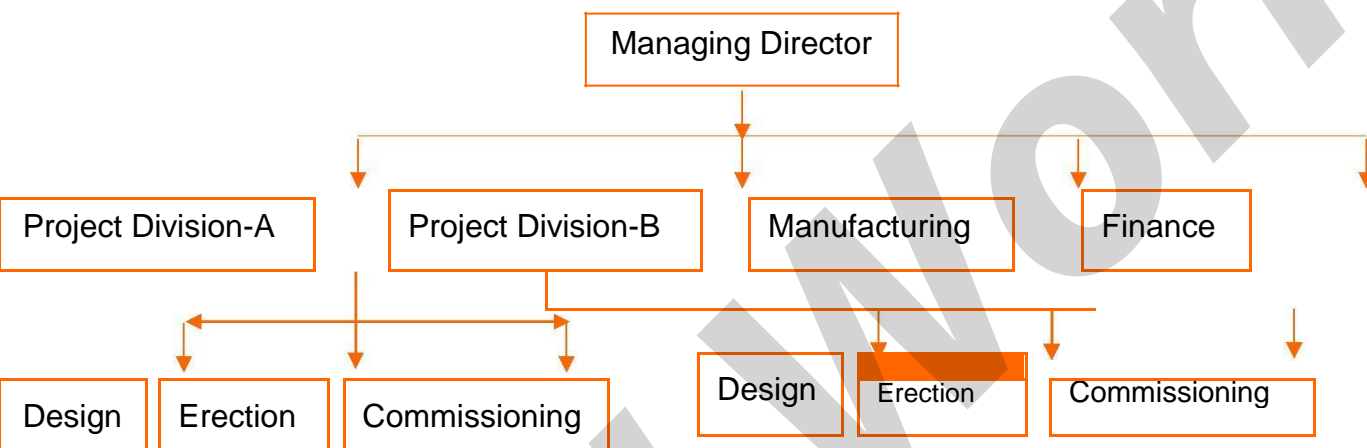 Managing Director
Project Division-A
Project Division-B
Manufacturing
Finance
Design
Erection
Commissioning
Design
Erection
Commissioning